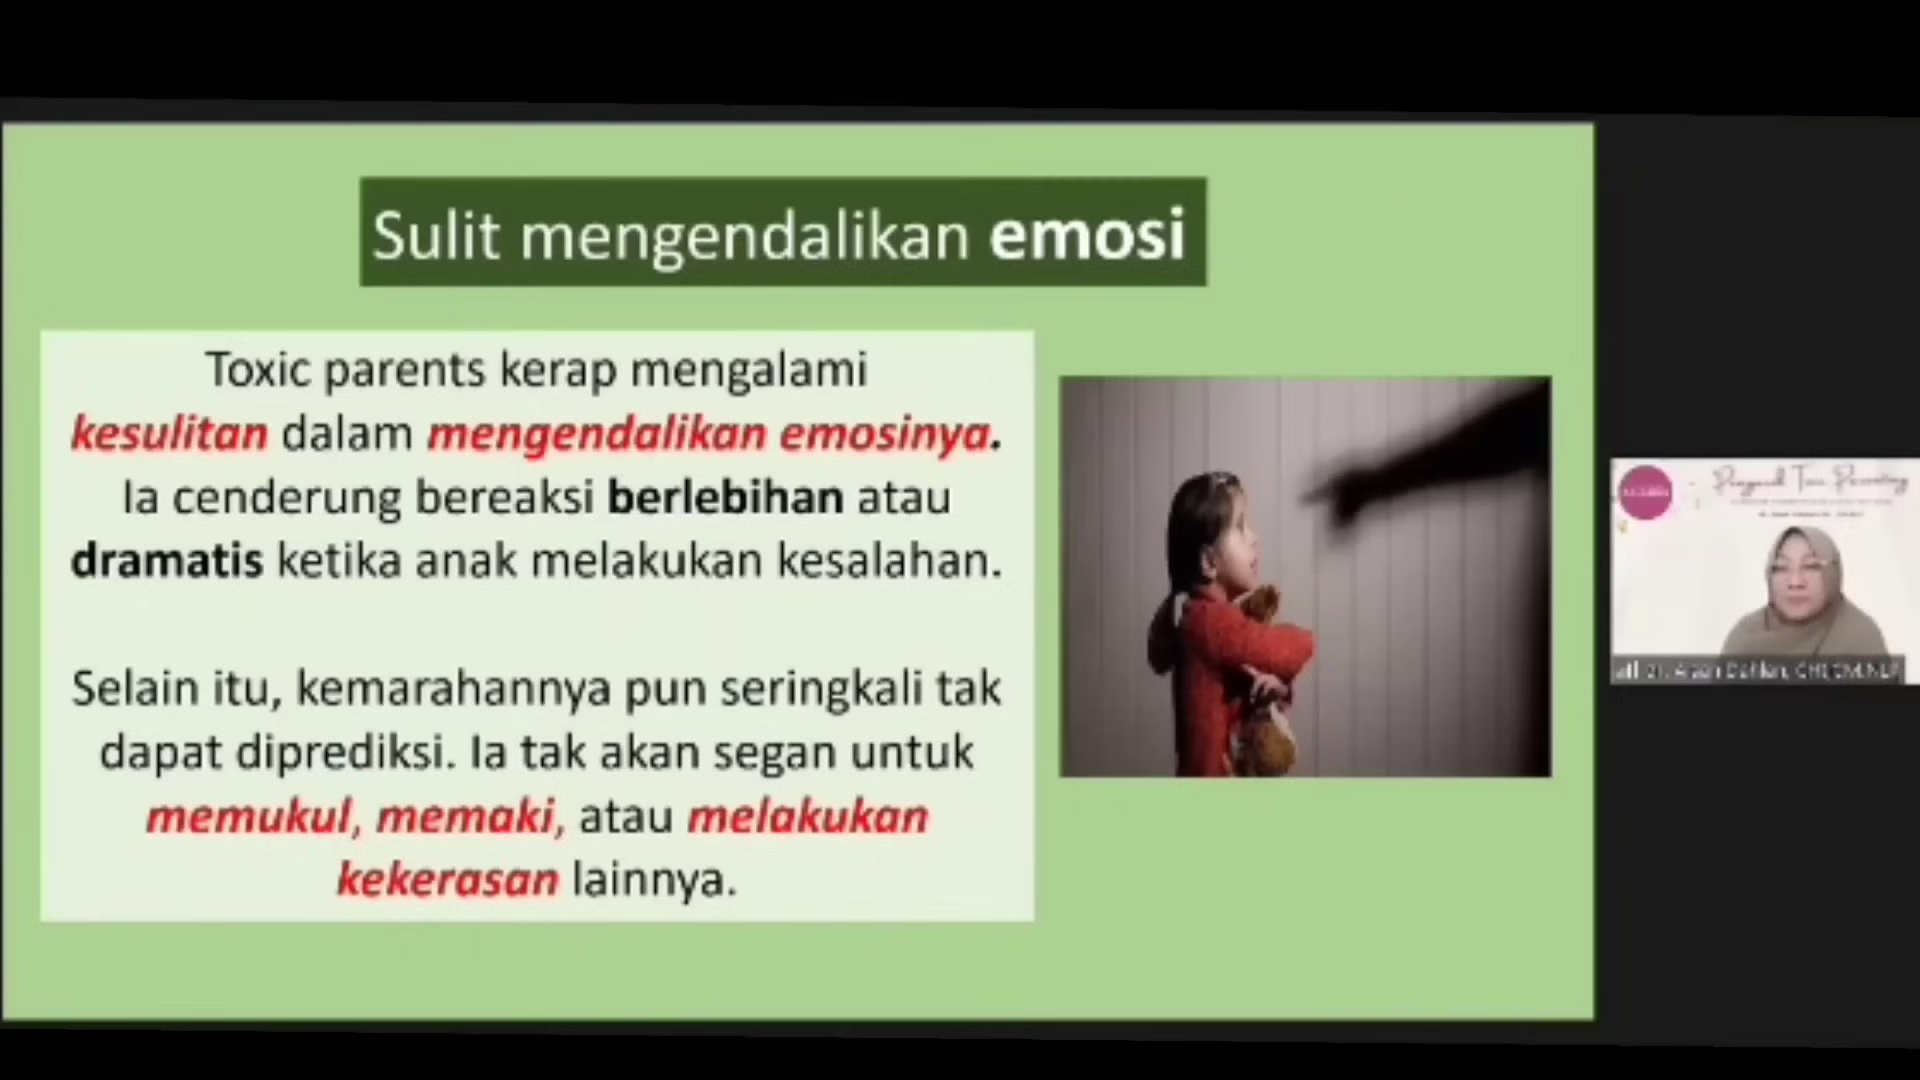 Sulit mengendalikan emosi
Toxic parents kerap mengalami
kesulitan dalam mengendalikan emosinya.
Ia cenderung bereaksi berlebihan atau
dramatis ketika anak melakukan kesalahan.
Selain itu, kemarahannya pun seringkali tak
dapat diprediksi. Ia tak akan segan untuk
memukul, memaki, atau melakukan
kekerasan lainnya.
Dahlan,